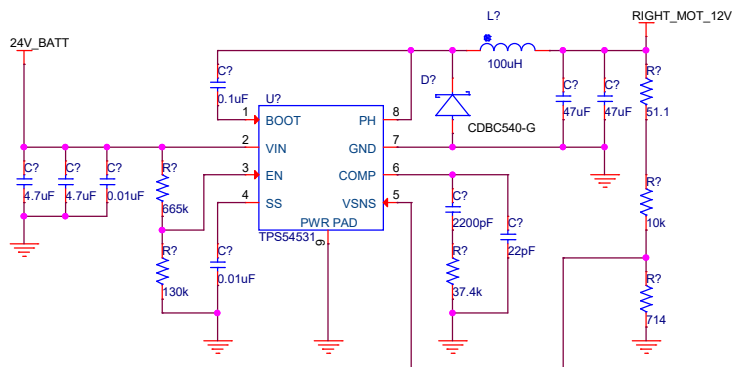 L?
RIGHT_MOT_12V
24V_BATT
100uH
C?
0.1uF
D?
CDBC540-G
C?
47uF
C?
47uF
R?
51.1
U?
1 BOOT
PH 8
2 VIN
GND 7
3 EN
COMP 6
4 SS
VSNS 5
PWR PAD
9
TPS54531
C?
4.7uF
C?
4.7uF
C?
0.01uF
R?
665k
R?
130k
C?
0.01uF
C?
2200pF
C?
22pF
R?
37.4k
R?
10k
R?
714